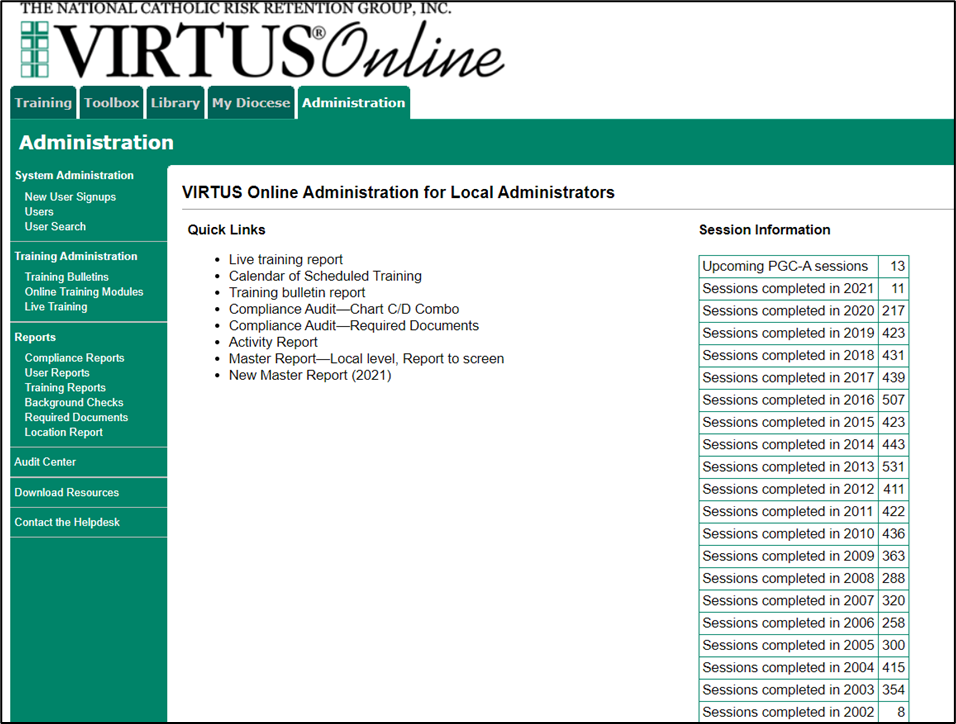 THE NATIONAL CATHOLIC RISK RETENTION GROUP, INC.
VIRTUS®Online
Training
Toolbox
Library
My Diocese
Administration
Administration
System Administration
New User Signups
Users
User Search
Training Administration
Training Bulletins
Online Training Modules
Live Training
Reports
Compliance Reports
User Reports
Training Reports
Background Checks
Required Documents
Location Report
Audit Center
Download Resources
Contact the Helpdesk
VIRTUS Online Administration for Local Administrators
Quick Links
• Live training report
• Calendar of Scheduled Training
• Training bulletin report
• Compliance Audit—Chart C/D Combo
• Compliance Audit—Required Documents
• Activity Report
• Master Report—Local level, Report to screen
• New Master Report (2021)
Session Information
Upcoming PGC-A sessions 13
Sessions completed in 2021 11
Sessions completed in 2020 217
Sessions completed in 2019 423
Sessions completed in 2018 431
Sessions completed in 2017 439
Sessions completed in 2016 507
Sessions completed in 2015 423
Sessions completed in 2014 443
Sessions completed in 2013 531
Sessions completed in 2012 411
Sessions completed in 2011 422
Sessions completed in 2010 436
Sessions completed in 2009 363
Sessions completed in 2008 288
Sessions completed in 2007 320
Sessions completed in 2006 258
Sessions completed in 2005 300
Sessions completed in 2004 415
Sessions completed in 2003 354
Sessions completed in 2002 8